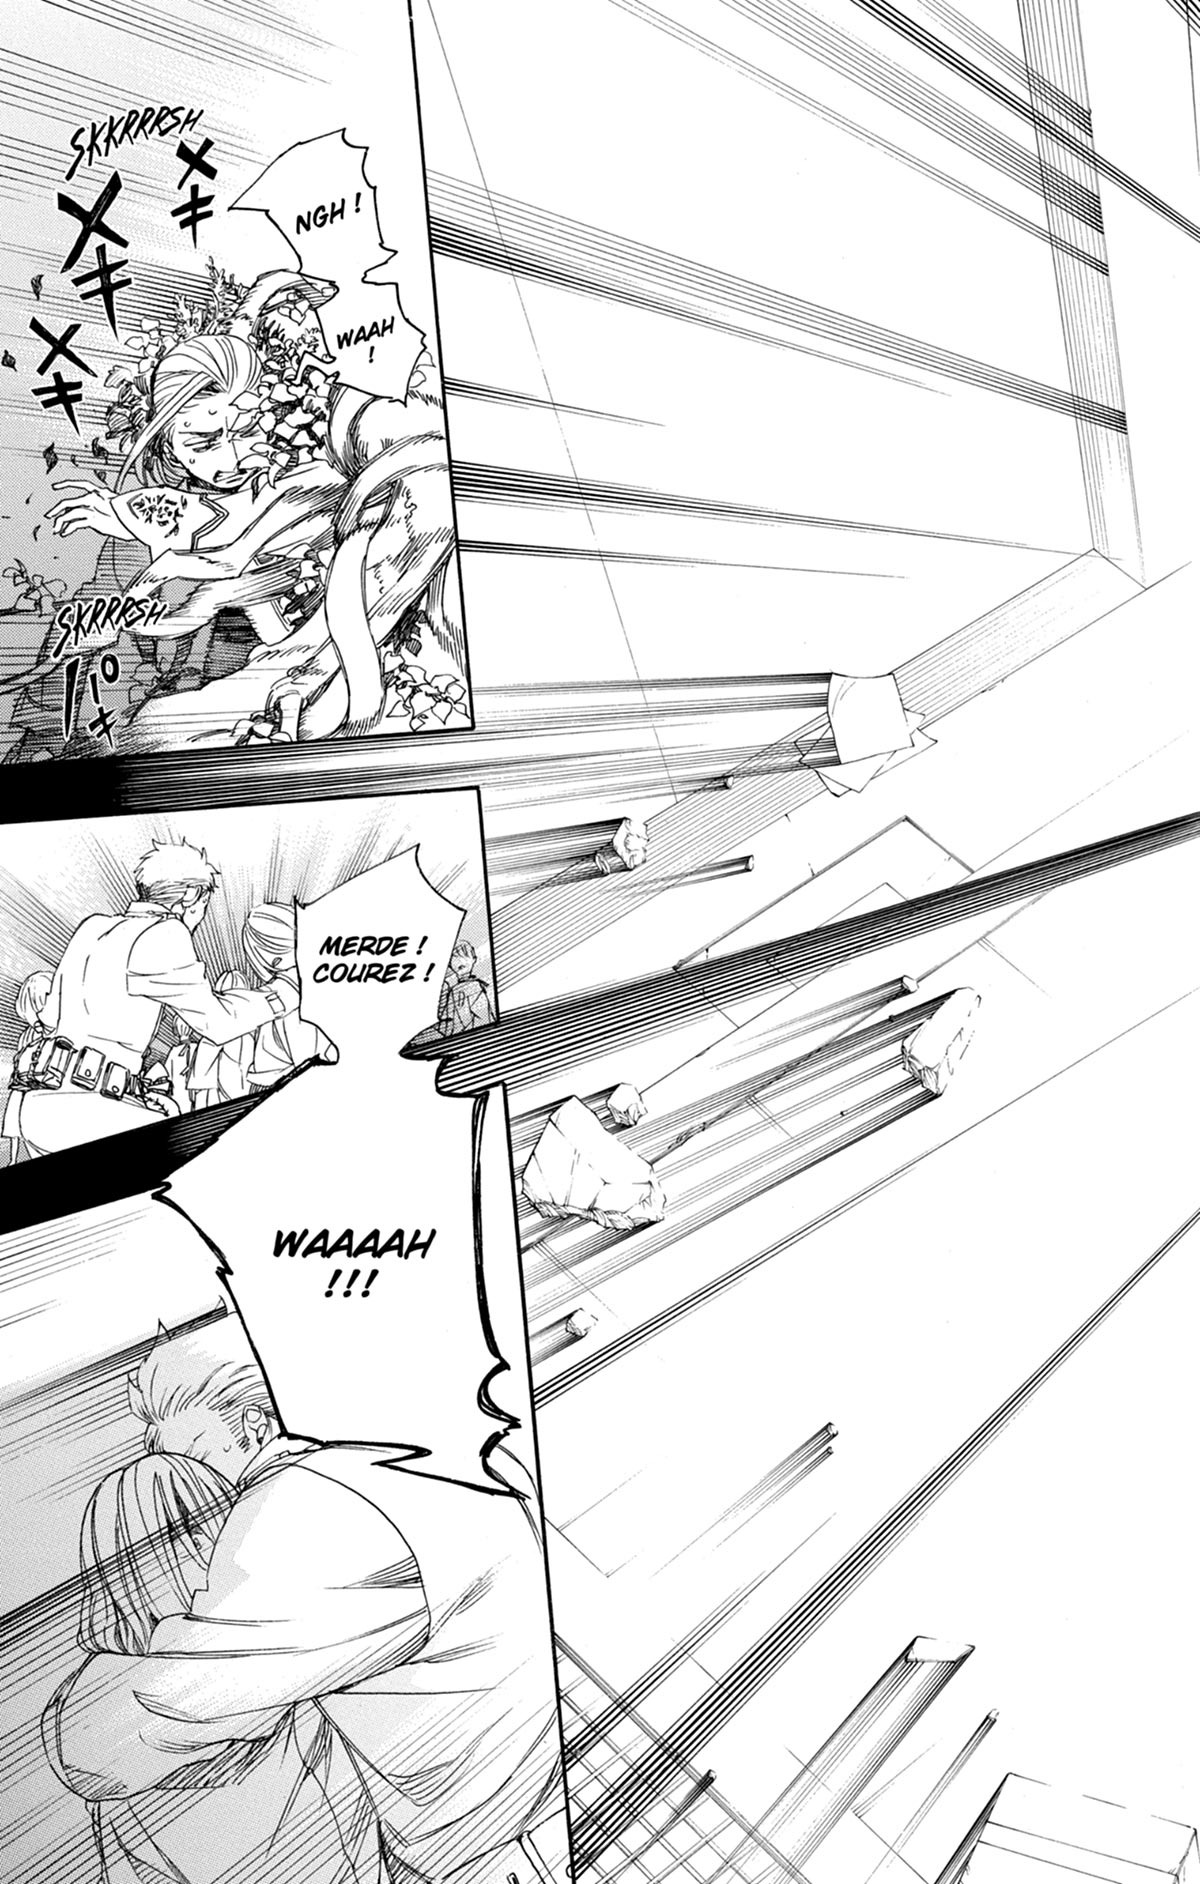 SKKRRRSH
メキ
メキ
メキ
NGH !
WAAH
!
SKRRRSH
パキ
MERDE !
COUREZ !
WAAAAH
!!!